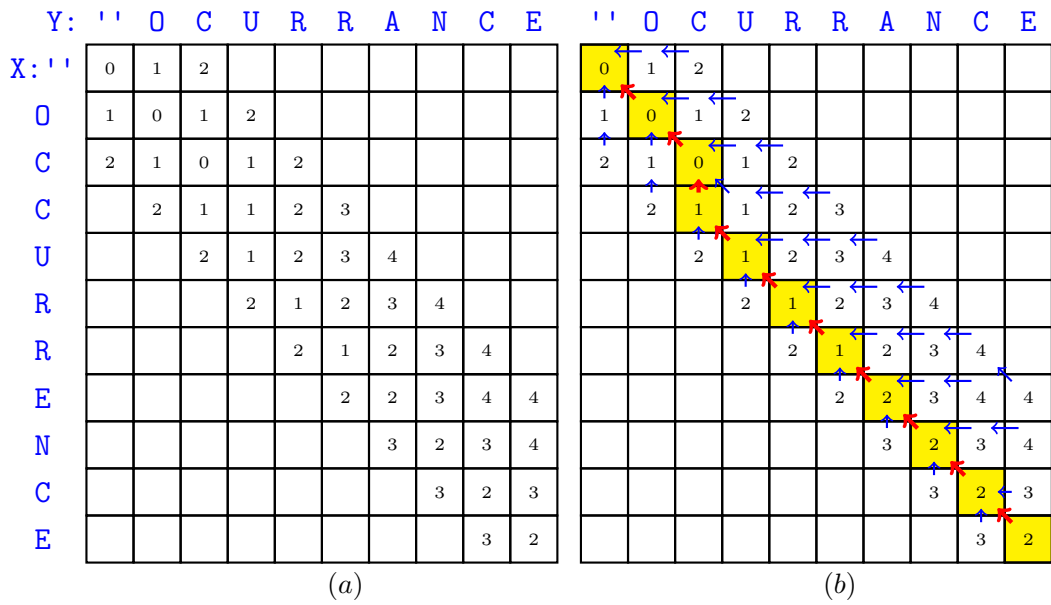 Y: '' O C U R R A N C E '' O C U R R A N C E
X:'' 0 1 2 0 1 2
O 1 0 1 2 1 0 1 2
C 2 1 0 1 2 2 1 0 1 2
C 2 1 1 2 3 2 1 1 2 3
U 2 1 2 3 4 2 1 2 3 4
R 2 1 2 3 4 2 1 2 3 4
R 2 1 2 3 4 2 1 2 3 4
E 2 2 3 4 4 2 2 3 4 4
N 3 2 3 4 3 2 3 4
C 3 2 3 3 2 3
E 3 2 3 2
(a) (b)